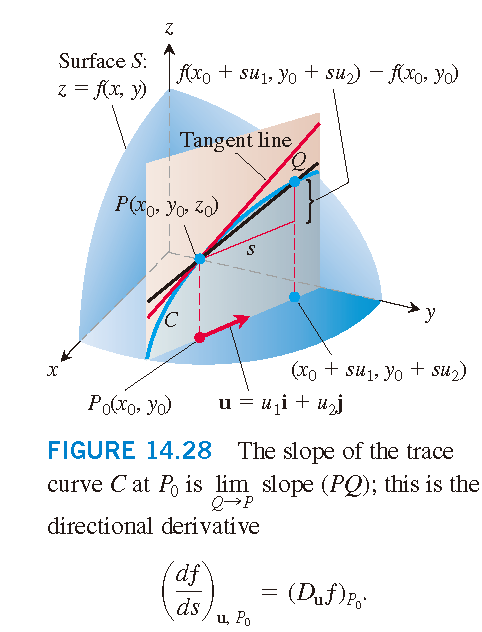 z
Surface S:
z = f(x, y)
f(x₀ + su₁, y₀ + su₂) − f(x₀, y₀)
Tangent line
Q
P(x₀, y₀, z₀)
s
C
y
x
(x₀ + su₁, y₀ + su₂)
P₀(x₀, y₀)
u = u₁i + u₂j
FIGURE 14.28 The slope of the trace
curve C at P₀ is lim slope (PQ); this is the
Q→P
directional derivative
(df/ds)u, P₀ = (Duf)P₀.